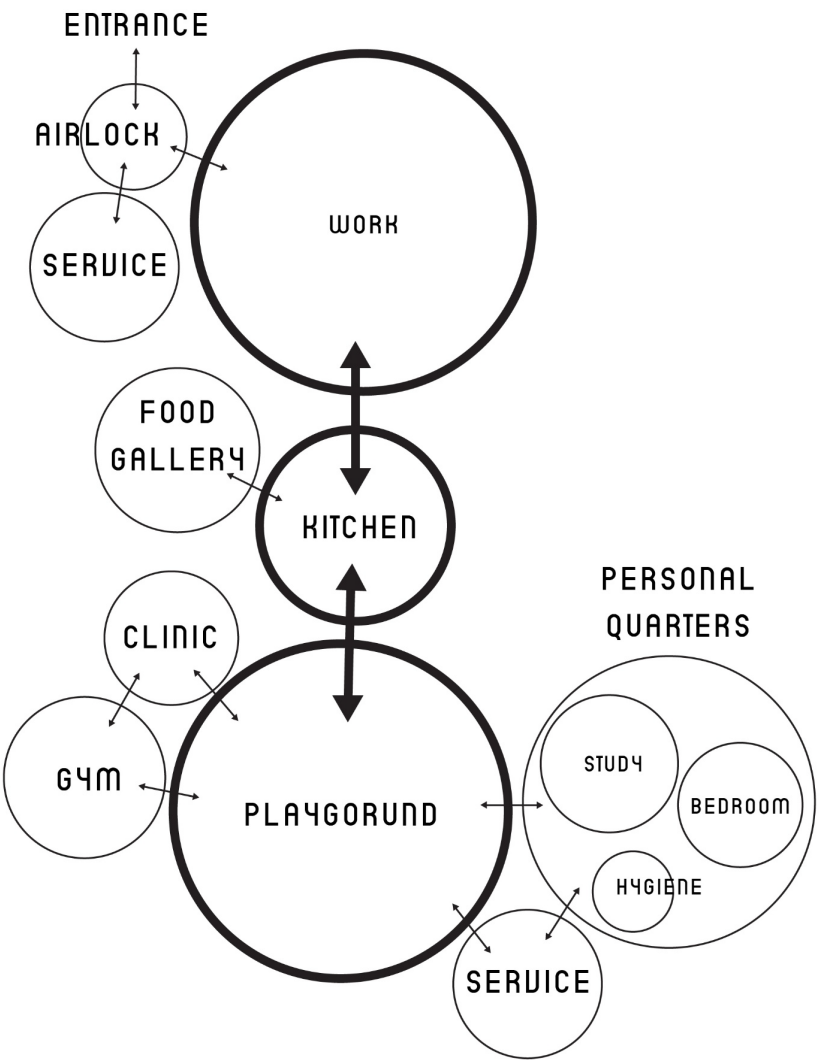 ENTRANCE
AIRLOCK
WORK
SERVICE
FOOD
GALLERY
KITCHEN
PERSONAL
QUARTERS
CLINIC
STUDY
GYM
BEDROOM
PLAYGORUND
HYGIENE
SERVICE